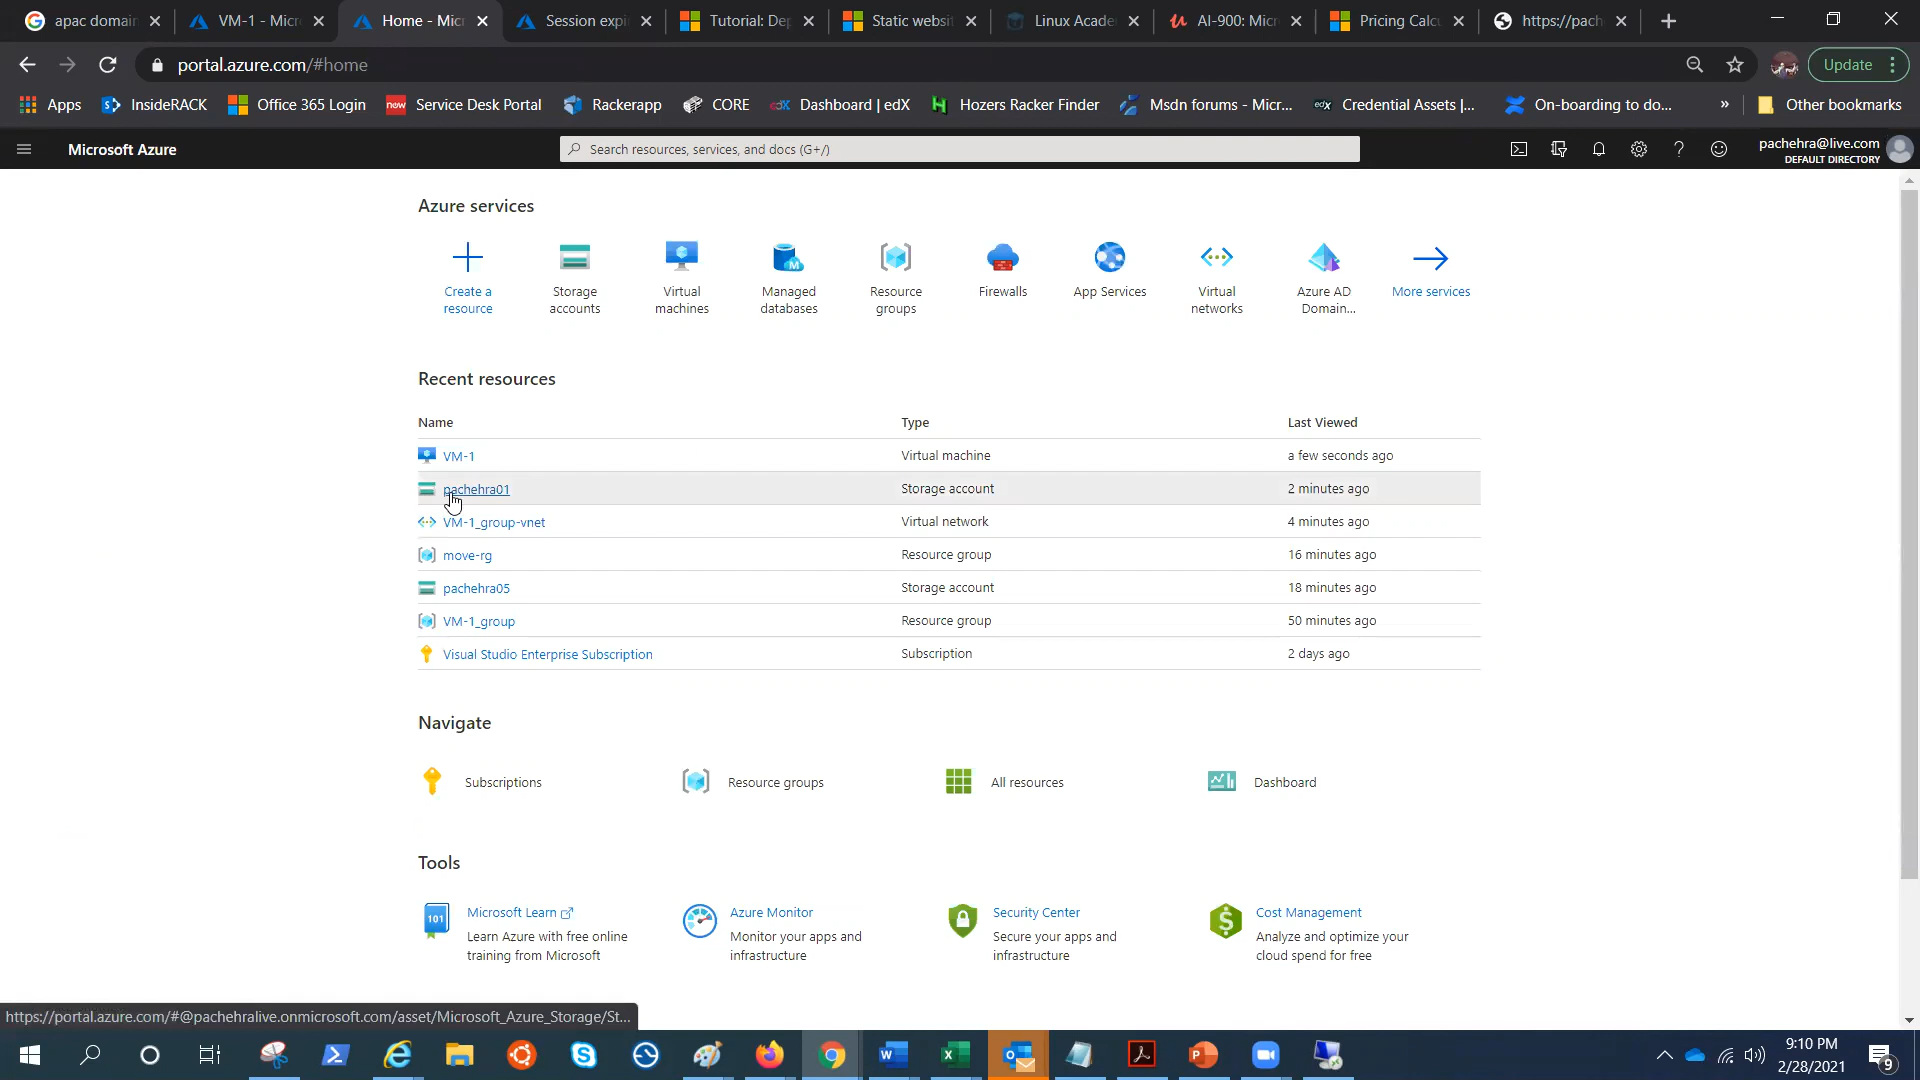 apac domain
VM-1 - Micr
Home - Micr
Session expi
Tutorial: Dep
Static websit
Linux Acade
AI-900: Micr
Pricing Calcu
https://pach
portal.azure.com/#home
Update
Apps
InsideRACK
Office 365 Login
now
Service Desk Portal
Rackerapp
CORE
edX
Dashboard | edX
Hozers Racker Finder
Msdn forums - Micr...
edX
Credential Assets |...
On-boarding to do...
»
Other bookmarks
Microsoft Azure
Search resources, services, and docs (G+/)
pachehra@live.com
DEFAULT DIRECTORY
Azure services
Create a
resource
Storage
accounts
Virtual
machines
Managed
databases
Resource
groups
Firewalls
App Services
Virtual
networks
Azure AD
Domain...
More services
Recent resources
Name Type Last Viewed
VM-1 Virtual machine a few seconds ago
pachehra01 Storage account 2 minutes ago
VM-1_group-vnet Virtual network 4 minutes ago
move-rg Resource group 16 minutes ago
pachehra05 Storage account 18 minutes ago
VM-1_group Resource group 50 minutes ago
Visual Studio Enterprise Subscription Subscription 2 days ago
Navigate
Subscriptions
Resource groups
All resources
Dashboard
Tools
101
Microsoft Learn
Learn Azure with free online
training from Microsoft
Azure Monitor
Monitor your apps and
infrastructure
Security Center
Secure your apps and
infrastructure
Cost Management
Analyze and optimize your
cloud spend for free
https://portal.azure.com/#@pachehralive.onmicrosoft.com/asset/Microsoft_Azure_Storage/St...
9:10 PM
2/28/2021
9